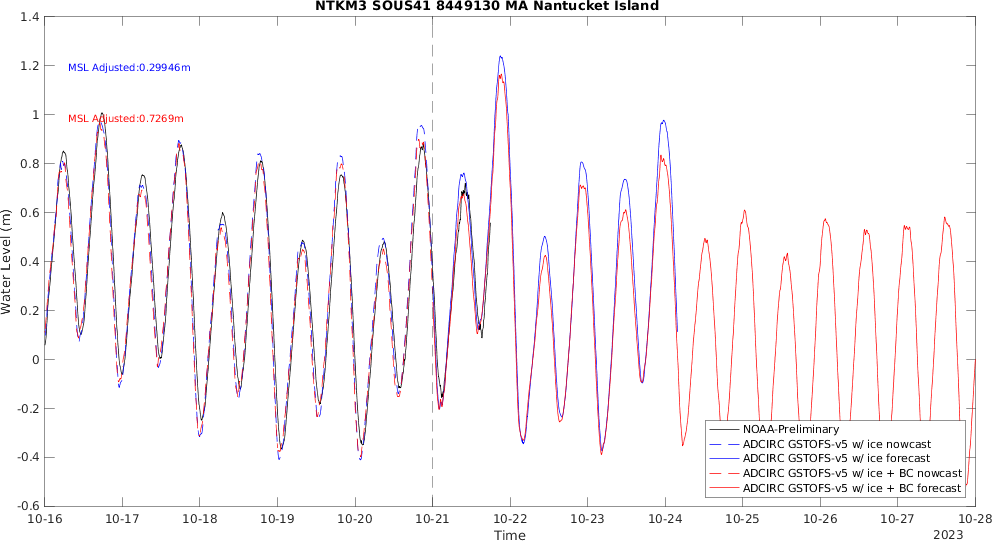 NTKM3 SOUS41 8449130 MA Nantucket Island
1.4
1.2
1
0.8
0.6
0.4
0.2
0
-0.2
-0.4
-0.6
Water Level (m)
MSL Adjusted:0.29946m
MSL Adjusted:0.7269m
NOAA-Preliminary
ADCIRC GSTOFS-v5 w/ ice nowcast
ADCIRC GSTOFS-v5 w/ ice forecast
ADCIRC GSTOFS-v5 w/ ice + BC nowcast
ADCIRC GSTOFS-v5 w/ ice + BC forecast
10-16 10-17 10-18 10-19 10-20 10-21 10-22 10-23 10-24 10-25 10-26 10-27 10-28
Time
2023